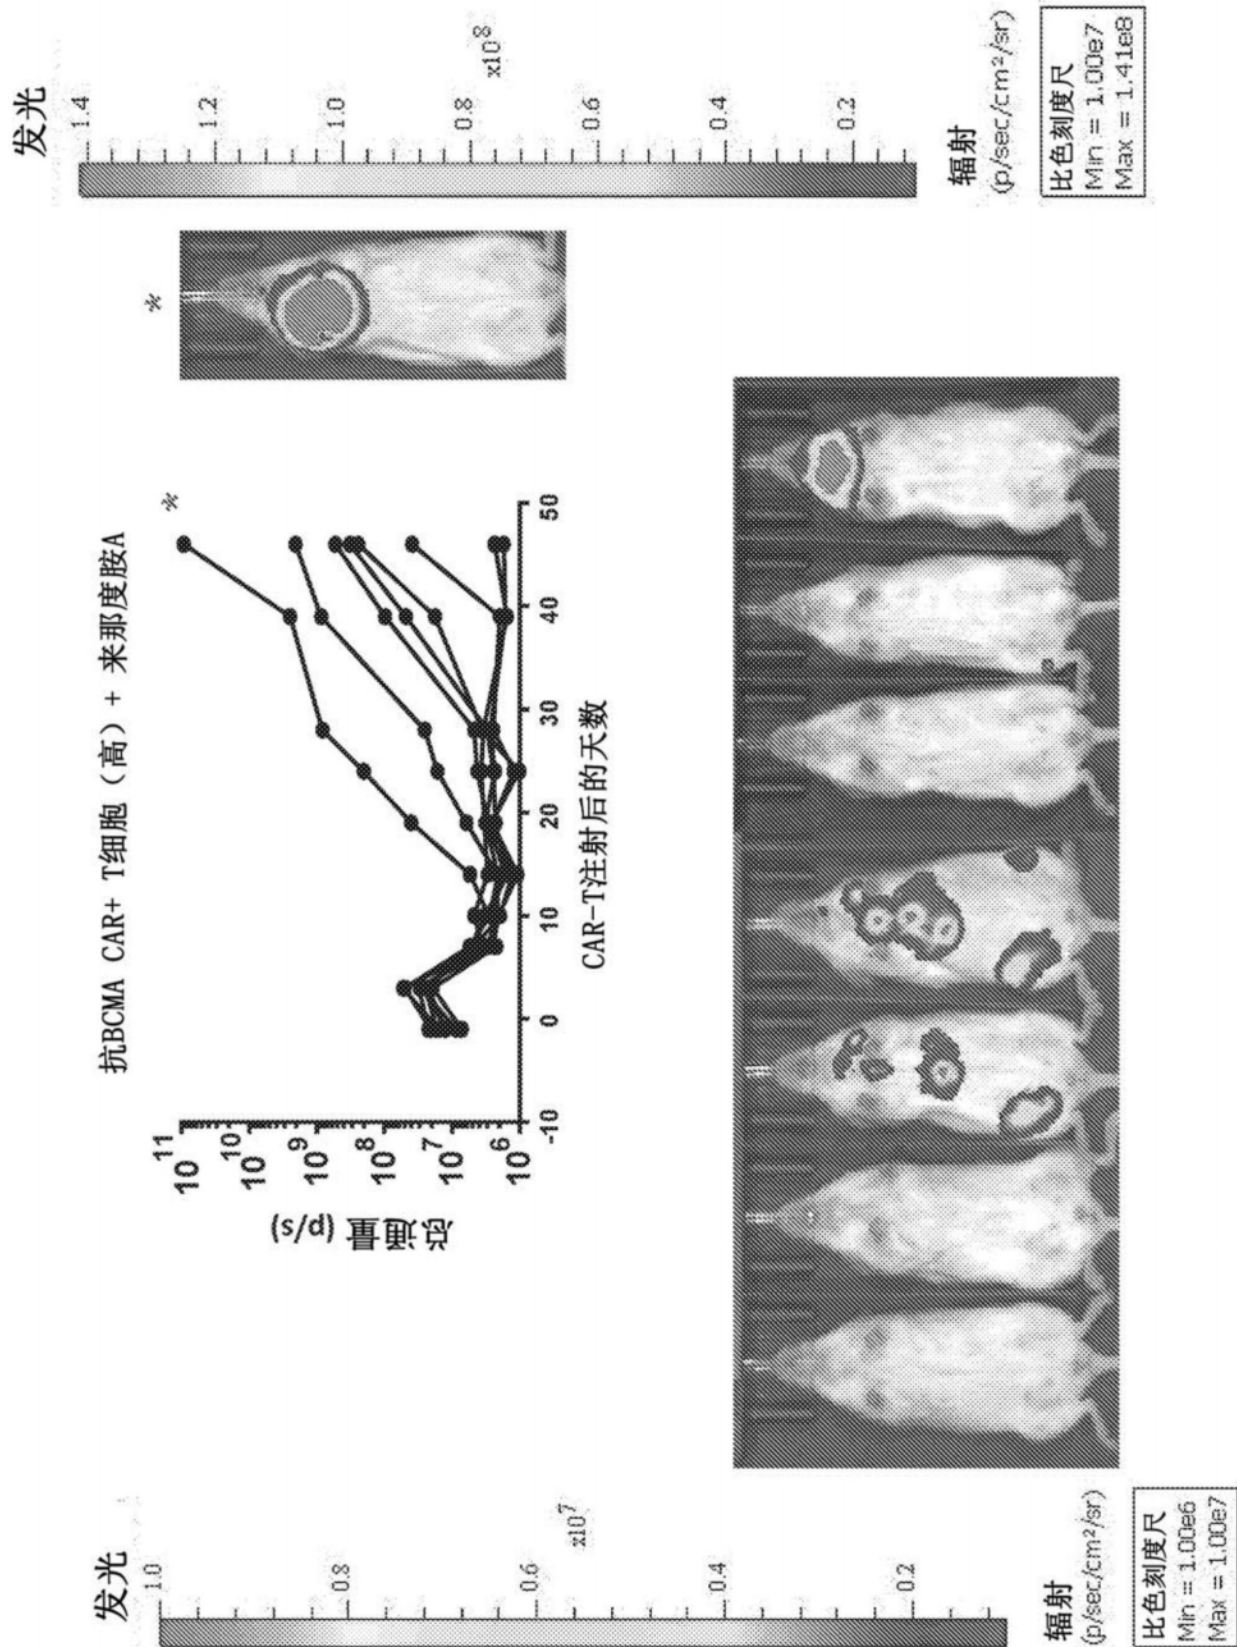 发光
1.0
0.8
0.6
x10⁷
0.4
0.2
辐射
(p/sec/cm²/sr)
比色刻度尺
Min = 1.00e6
Max = 1.00e7
抗BCMA CAR+ T细胞（高）+ 来那度胺A
总通量 (p/s)
10¹¹
10¹⁰
10⁹
10⁸
10⁷
10⁶
-10 0 10 20 30 40 50
CAR-T注射后的天数
*
*
发光
1.4
1.2
1.0
0.8
x10⁸
0.6
0.4
0.2
辐射
(p/sec/cm²/sr)
比色刻度尺
Min = 1.00e7
Max = 1.41e8